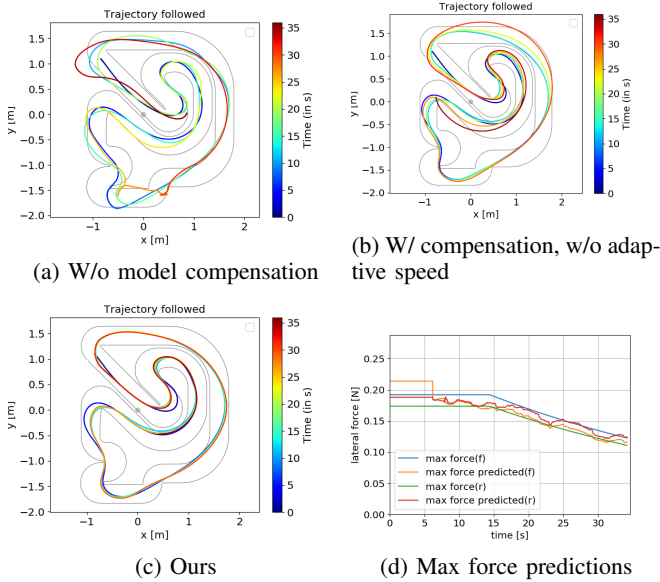 Trajectory followed
1.5
1.0
0.5
0.0
−0.5
−1.0
−1.5
−2.0
y [m]
−1 0 1 2
x [m]
35
30
25
20
15
10
5
0
Time (in s)
(a) W/o model compensation
Trajectory followed
1.5
1.0
0.5
0.0
−0.5
−1.0
−1.5
−2.0
y [m]
−1 0 1 2
x [m]
35
30
25
20
15
10
5
0
Time (in s)
(b) W/ compensation, w/o adap-
tive speed
Trajectory followed
1.5
1.0
0.5
0.0
−0.5
−1.0
−1.5
−2.0
y [m]
−1 0 1 2
x [m]
35
30
25
20
15
10
5
0
Time (in s)
(c) Ours
0.25
0.20
0.15
0.10
0.05
0.00
lateral force [N]
max force(f)
max force predicted(f)
max force(r)
max force predicted(r)
0 5 10 15 20 25 30
time [s]
(d) Max force predictions